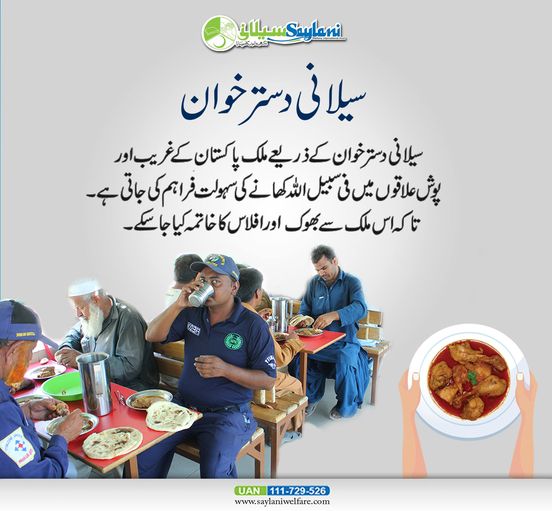 سیلانی Saylani
سیلانی دسترخوان
سیلانی دسترخوان کے ذریعے ملک پاکستان کے غریب اور
پوش علاقوں میں فی سبیل اللہ کھانے کی سہولت فراہم کی جاتی ہے۔
تاکہ اس ملک سے بھوک اور افلاس کا خاتمہ کیا جا سکے۔
UAN 111-729-526
www.saylaniwelfare.com